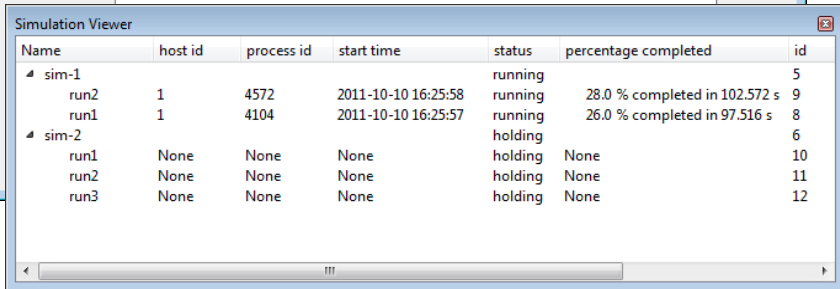 Simulation Viewer
Name host id process id start time status percentage completed id
sim-1 running 5
run2 1 4572 2011-10-10 16:25:58 running 28.0 % completed in 102.572 s 9
run1 1 4104 2011-10-10 16:25:57 running 26.0 % completed in 97.516 s 8
sim-2 holding 6
run1 None None None holding None 10
run2 None None None holding None 11
run3 None None None holding None 12